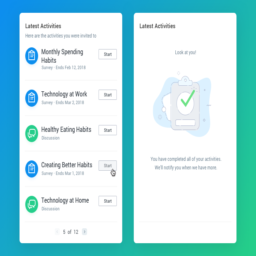 Latest Activities
Here are the activities you were invited to
Monthly Spending
Habits
Start
Survey · Ends Feb 12, 2018
Technology at Work
Start
Survey · Ends Mar 2, 2018
Healthy Eating Habits
Start
Discussion
Creating Better Habits
Start
Survey · Ends Mar 1, 2018
Technology at Home
Start
Discussion
5 of 12
Latest Activities
Look at you!
You have completed all of your activities.
We'll notify you when we have more.